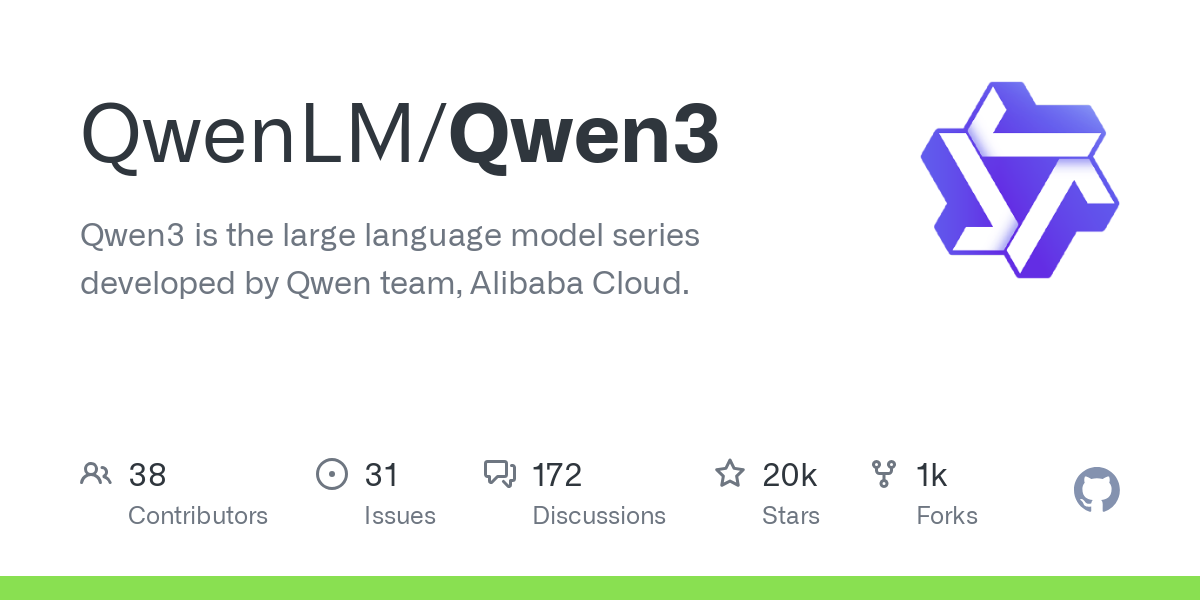 QwenLM/Qwen3
Qwen3 is the large language model series
developed by Qwen team, Alibaba Cloud.
38 31 172 20k 1k
Contributors Issues Discussions Stars Forks